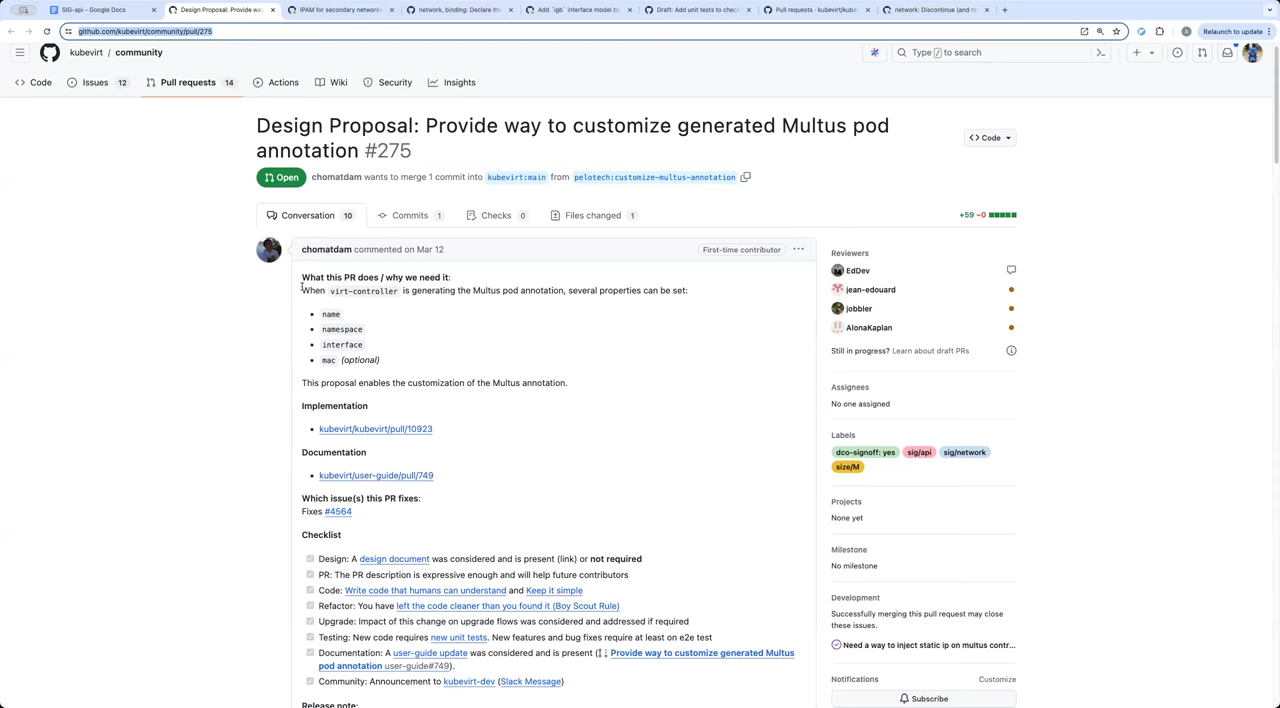 SIG-api - Google Docs
Design Proposal: Provide wa
IPAM for secondary network
network, binding: Declare the
Add `igb` interface model by
Draft: Add unit tests to chec
Pull requests · kubevirt/kube
network: Discontinue (and re
github.com/kubevirt/community/pull/275
Relaunch to update
kubevirt / community
Type / to search
Code
Issues 12
Pull requests 14
Actions
Wiki
Security
Insights
Design Proposal: Provide way to customize generated Multus pod
annotation #275
Code
Open
chomatdam wants to merge 1 commit into kubevirt:main from pelotech:customize-multus-annotation
Conversation 10
Commits 1
Checks 0
Files changed 1
+59 −0
chomatdam commented on Mar 12
First-time contributor
What this PR does / why we need it:
When virt-controller is generating the Multus pod annotation, several properties can be set:
name
namespace
interface
mac (optional)
This proposal enables the customization of the Multus annotation.
Implementation
kubevirt/kubevirt/pull/10923
Documentation
kubevirt/user-guide/pull/749
Which issue(s) this PR fixes:
Fixes #4564
Checklist
Design: A design document was considered and is present (link) or not required
PR: The PR description is expressive enough and will help future contributors
Code: Write code that humans can understand and Keep it simple
Refactor: You have left the code cleaner than you found it (Boy Scout Rule)
Upgrade: Impact of this change on upgrade flows was considered and addressed if required
Testing: New code requires new unit tests. New features and bug fixes require at least on e2e test
Documentation: A user-guide update was considered and is present (Provide way to customize generated Multus
pod annotation user-guide#749).
Community: Announcement to kubevirt-dev (Slack Message)
Release note:
Reviewers
EdDev
jean-edouard
jobbler
AlonaKaplan
Still in progress? Learn about draft PRs
Assignees
No one assigned
Labels
dco-signoff: yes sig/api sig/network
size/M
Projects
None yet
Milestone
No milestone
Development
Successfully merging this pull request may close
these issues.
Need a way to inject static ip on multus contr...
Notifications
Customize
Subscribe